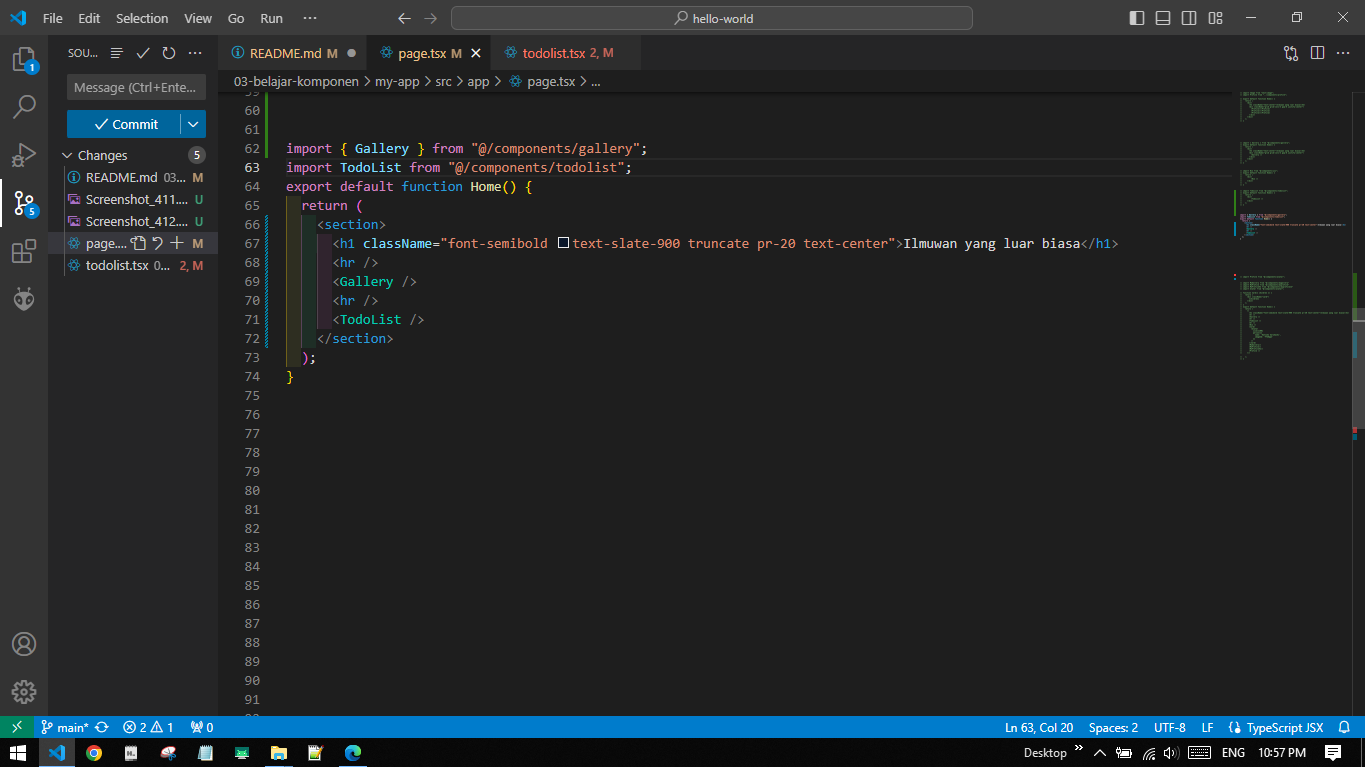 File Edit Selection View Go Run ··· hello-world
SOU... README.md M page.tsx M todolist.tsx 2, M
03-belajar-komponen > my-app > src > app > page.tsx > ...
Message (Ctrl+Ente...
Commit
Changes 5
README.md 03... M
Screenshot_411.... U
Screenshot_412.... U
page.... M
todolist.tsx 0... 2, M
1
5
59
60
61
62 import { Gallery } from "@/components/gallery";
63 import TodoList from "@/components/todolist";
64 export default function Home() {
65 return (
66 <section>
67 <h1 className="font-semibold text-slate-900 truncate pr-20 text-center">Ilmuwan yang luar biasa</h1>
68 <hr />
69 <Gallery />
70 <hr />
71 <TodoList />
72 </section>
73 );
74 }
75
76
77
78
79
80
81
82
83
84
85
86
87
88
89
90
91
main* 2 1 0 Ln 63, Col 20 Spaces: 2 UTF-8 LF TypeScript JSX
Desktop ENG 10:57 PM